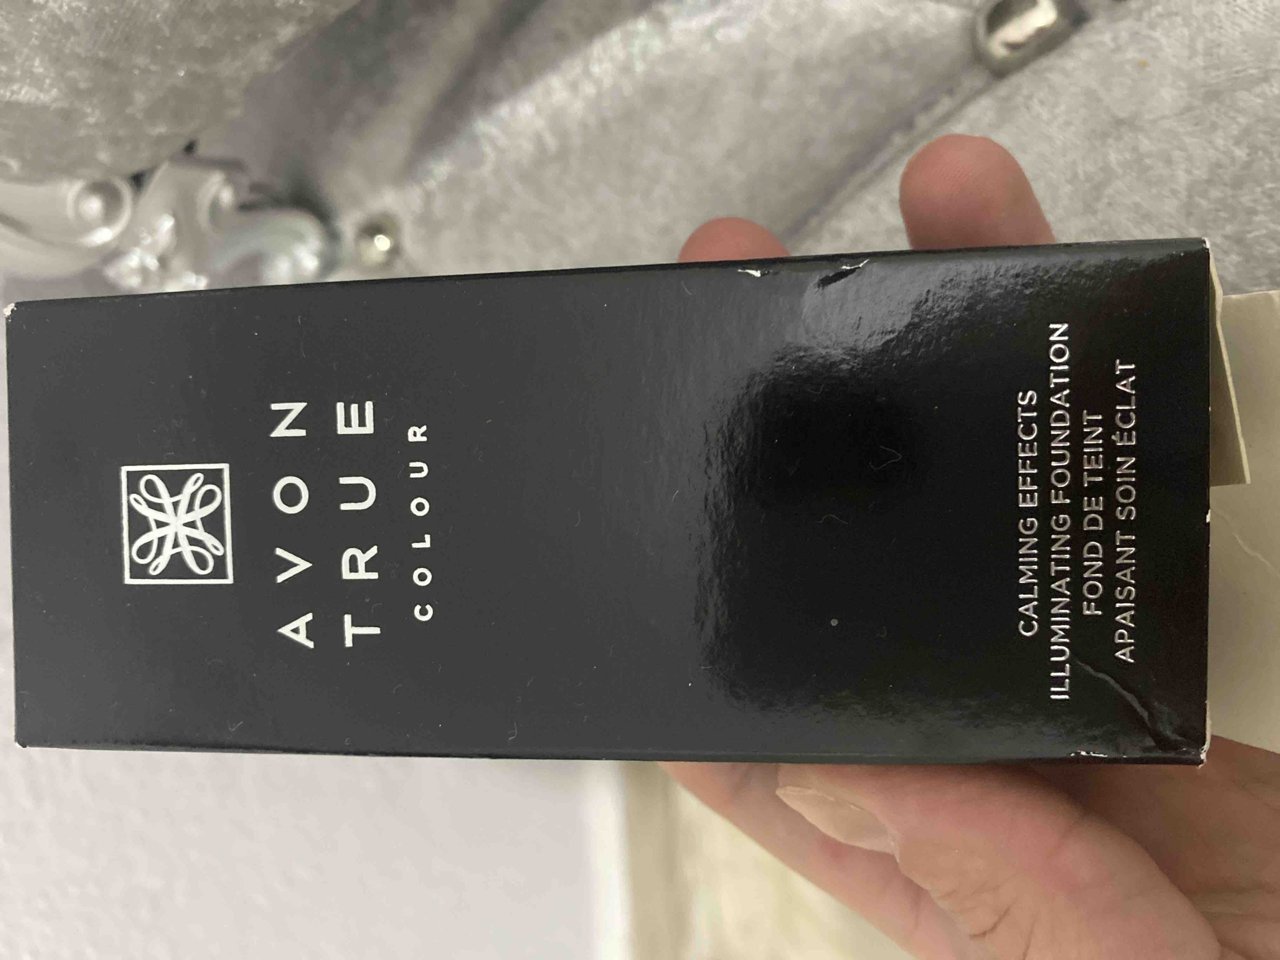 AVON
TRUE
COLOUR
CALMING EFFECTS
ILLUMINATING FOUNDATION
FOND DE TEINT
APAISANT SOIN ÉCLAT